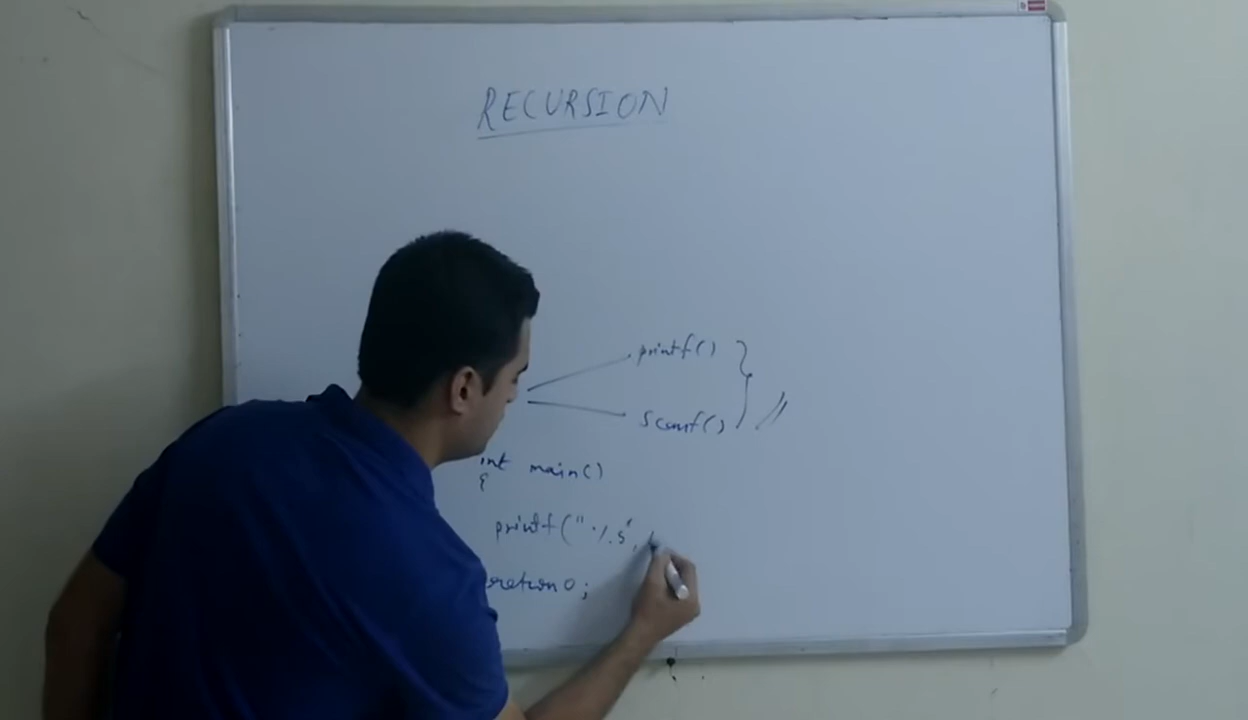 RECURSION
printf()
scanf()
int main()
{
printf("%s",
return 0;